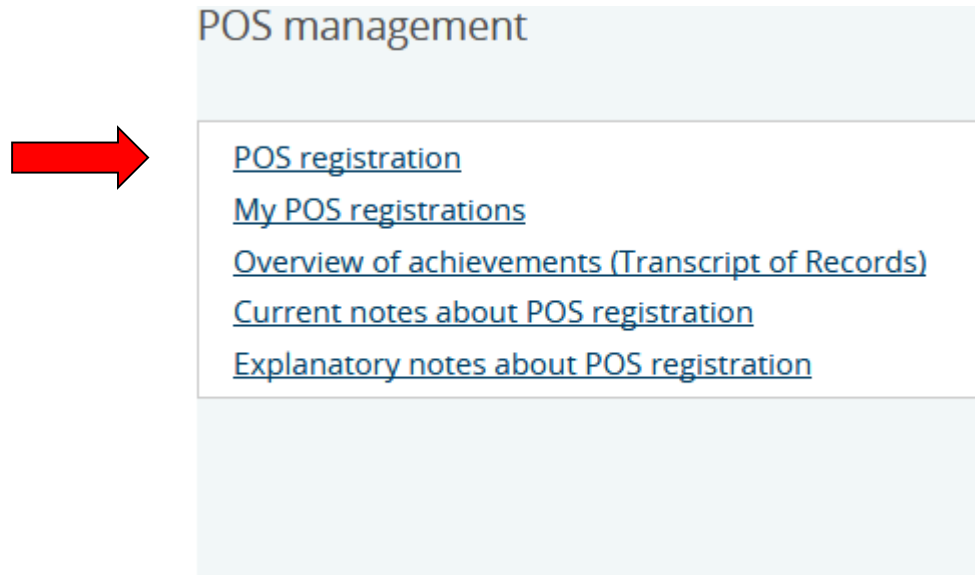 POS management
POS registration
My POS registrations
Overview of achievements (Transcript of Records)
Current notes about POS registration
Explanatory notes about POS registration